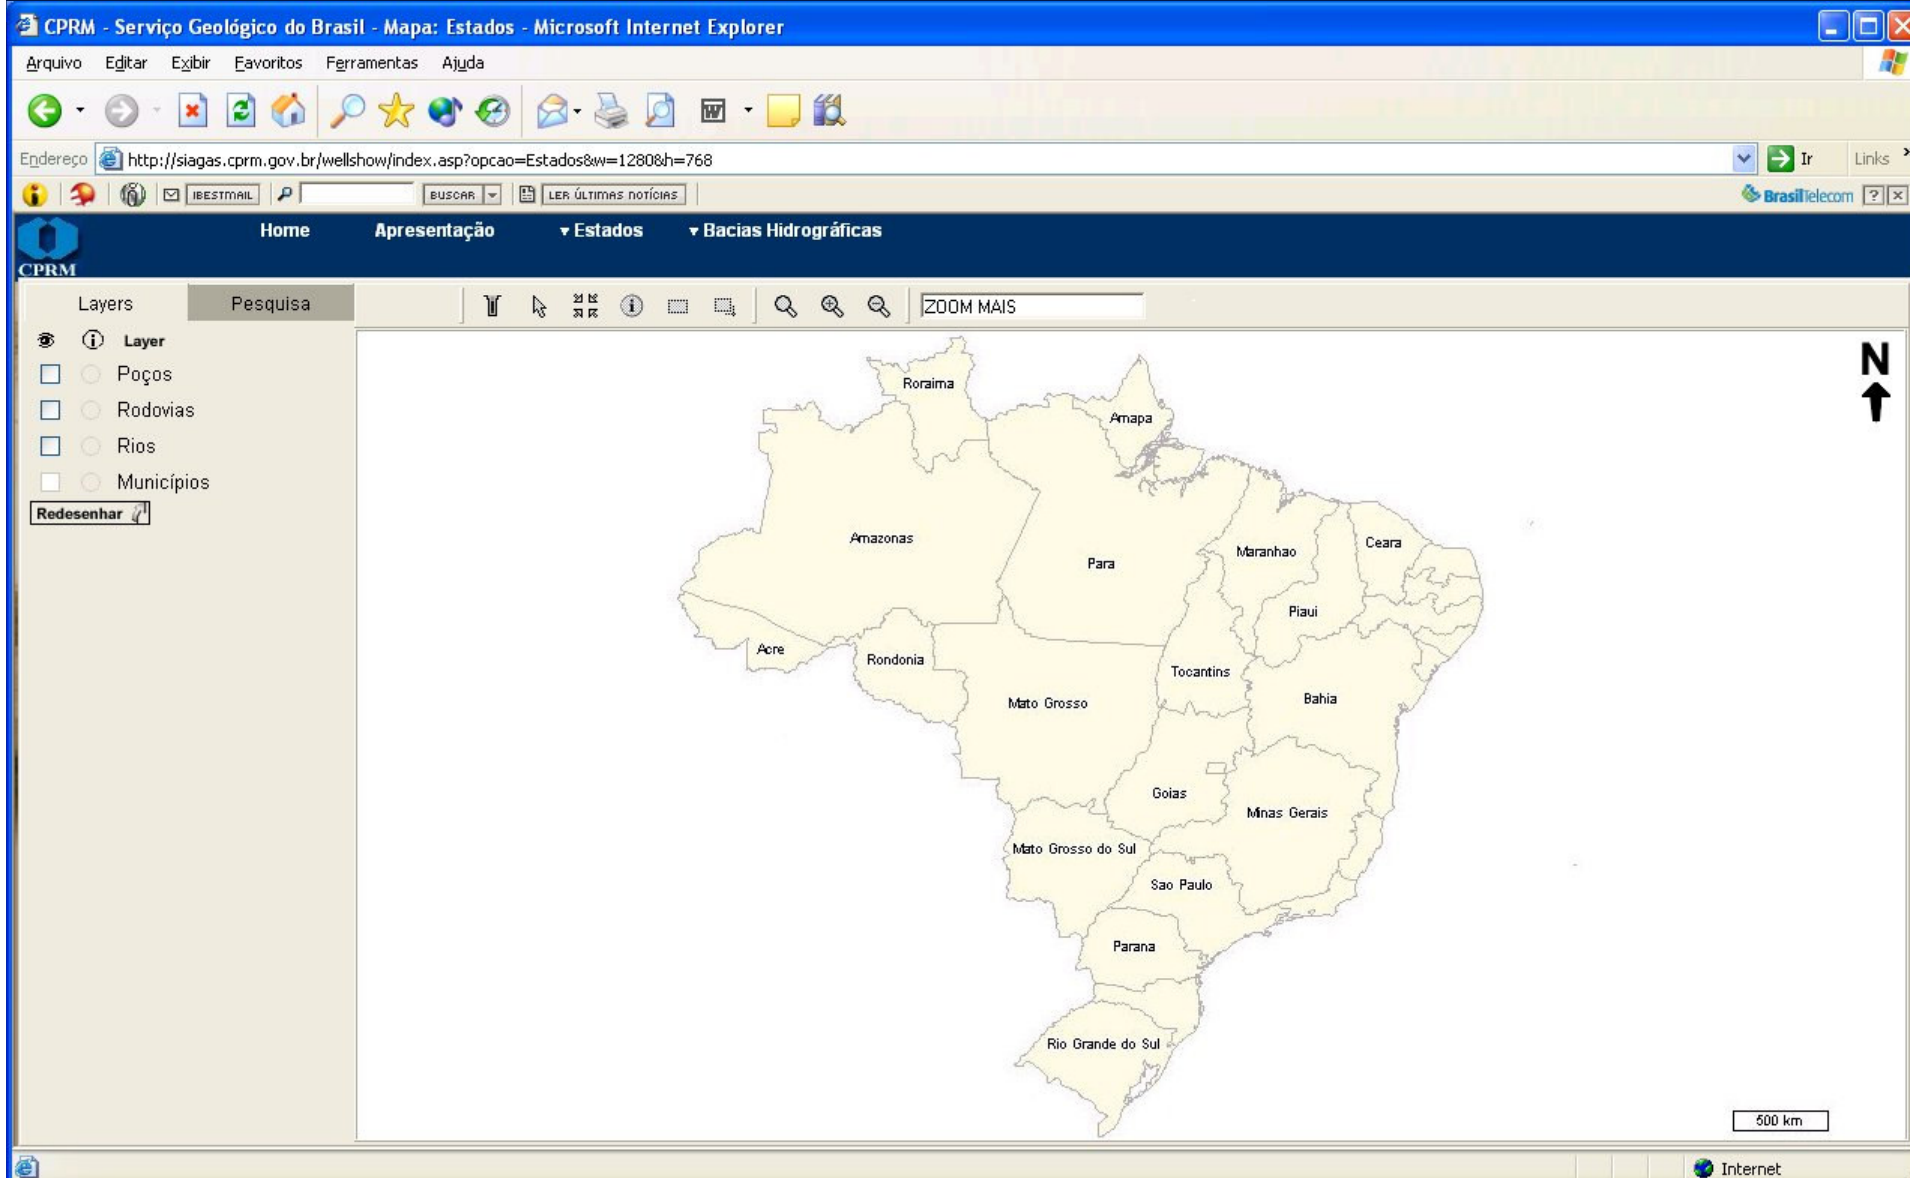 CPRM - Serviço Geológico do Brasil - Mapa: Estados - Microsoft Internet Explorer
Arquivo Editar Exibir Favoritos Ferramentas Ajuda
Endereço http://siagas.cprm.gov.br/wellshow/index.asp?opcao=Estados&w=1280&h=768 Ir Links
IBESTMAIL BUSCAR LER ÚLTIMAS NOTÍCIAS BrasilTelecom
Home Apresentação Estados Bacias Hidrográficas
CPRM
Layers Pesquisa ZOOM MAIS
Layer
Poços
Rodovias
Rios
Municípios
Redesenhar
N
Roraima
Amapa
Amazonas
Para
Maranhao
Ceara
Piaui
Acre
Rondonia
Tocantins
Mato Grosso
Bahia
Goias
Minas Gerais
Mato Grosso do Sul
Sao Paulo
Parana
Rio Grande do Sul
500 km
Internet